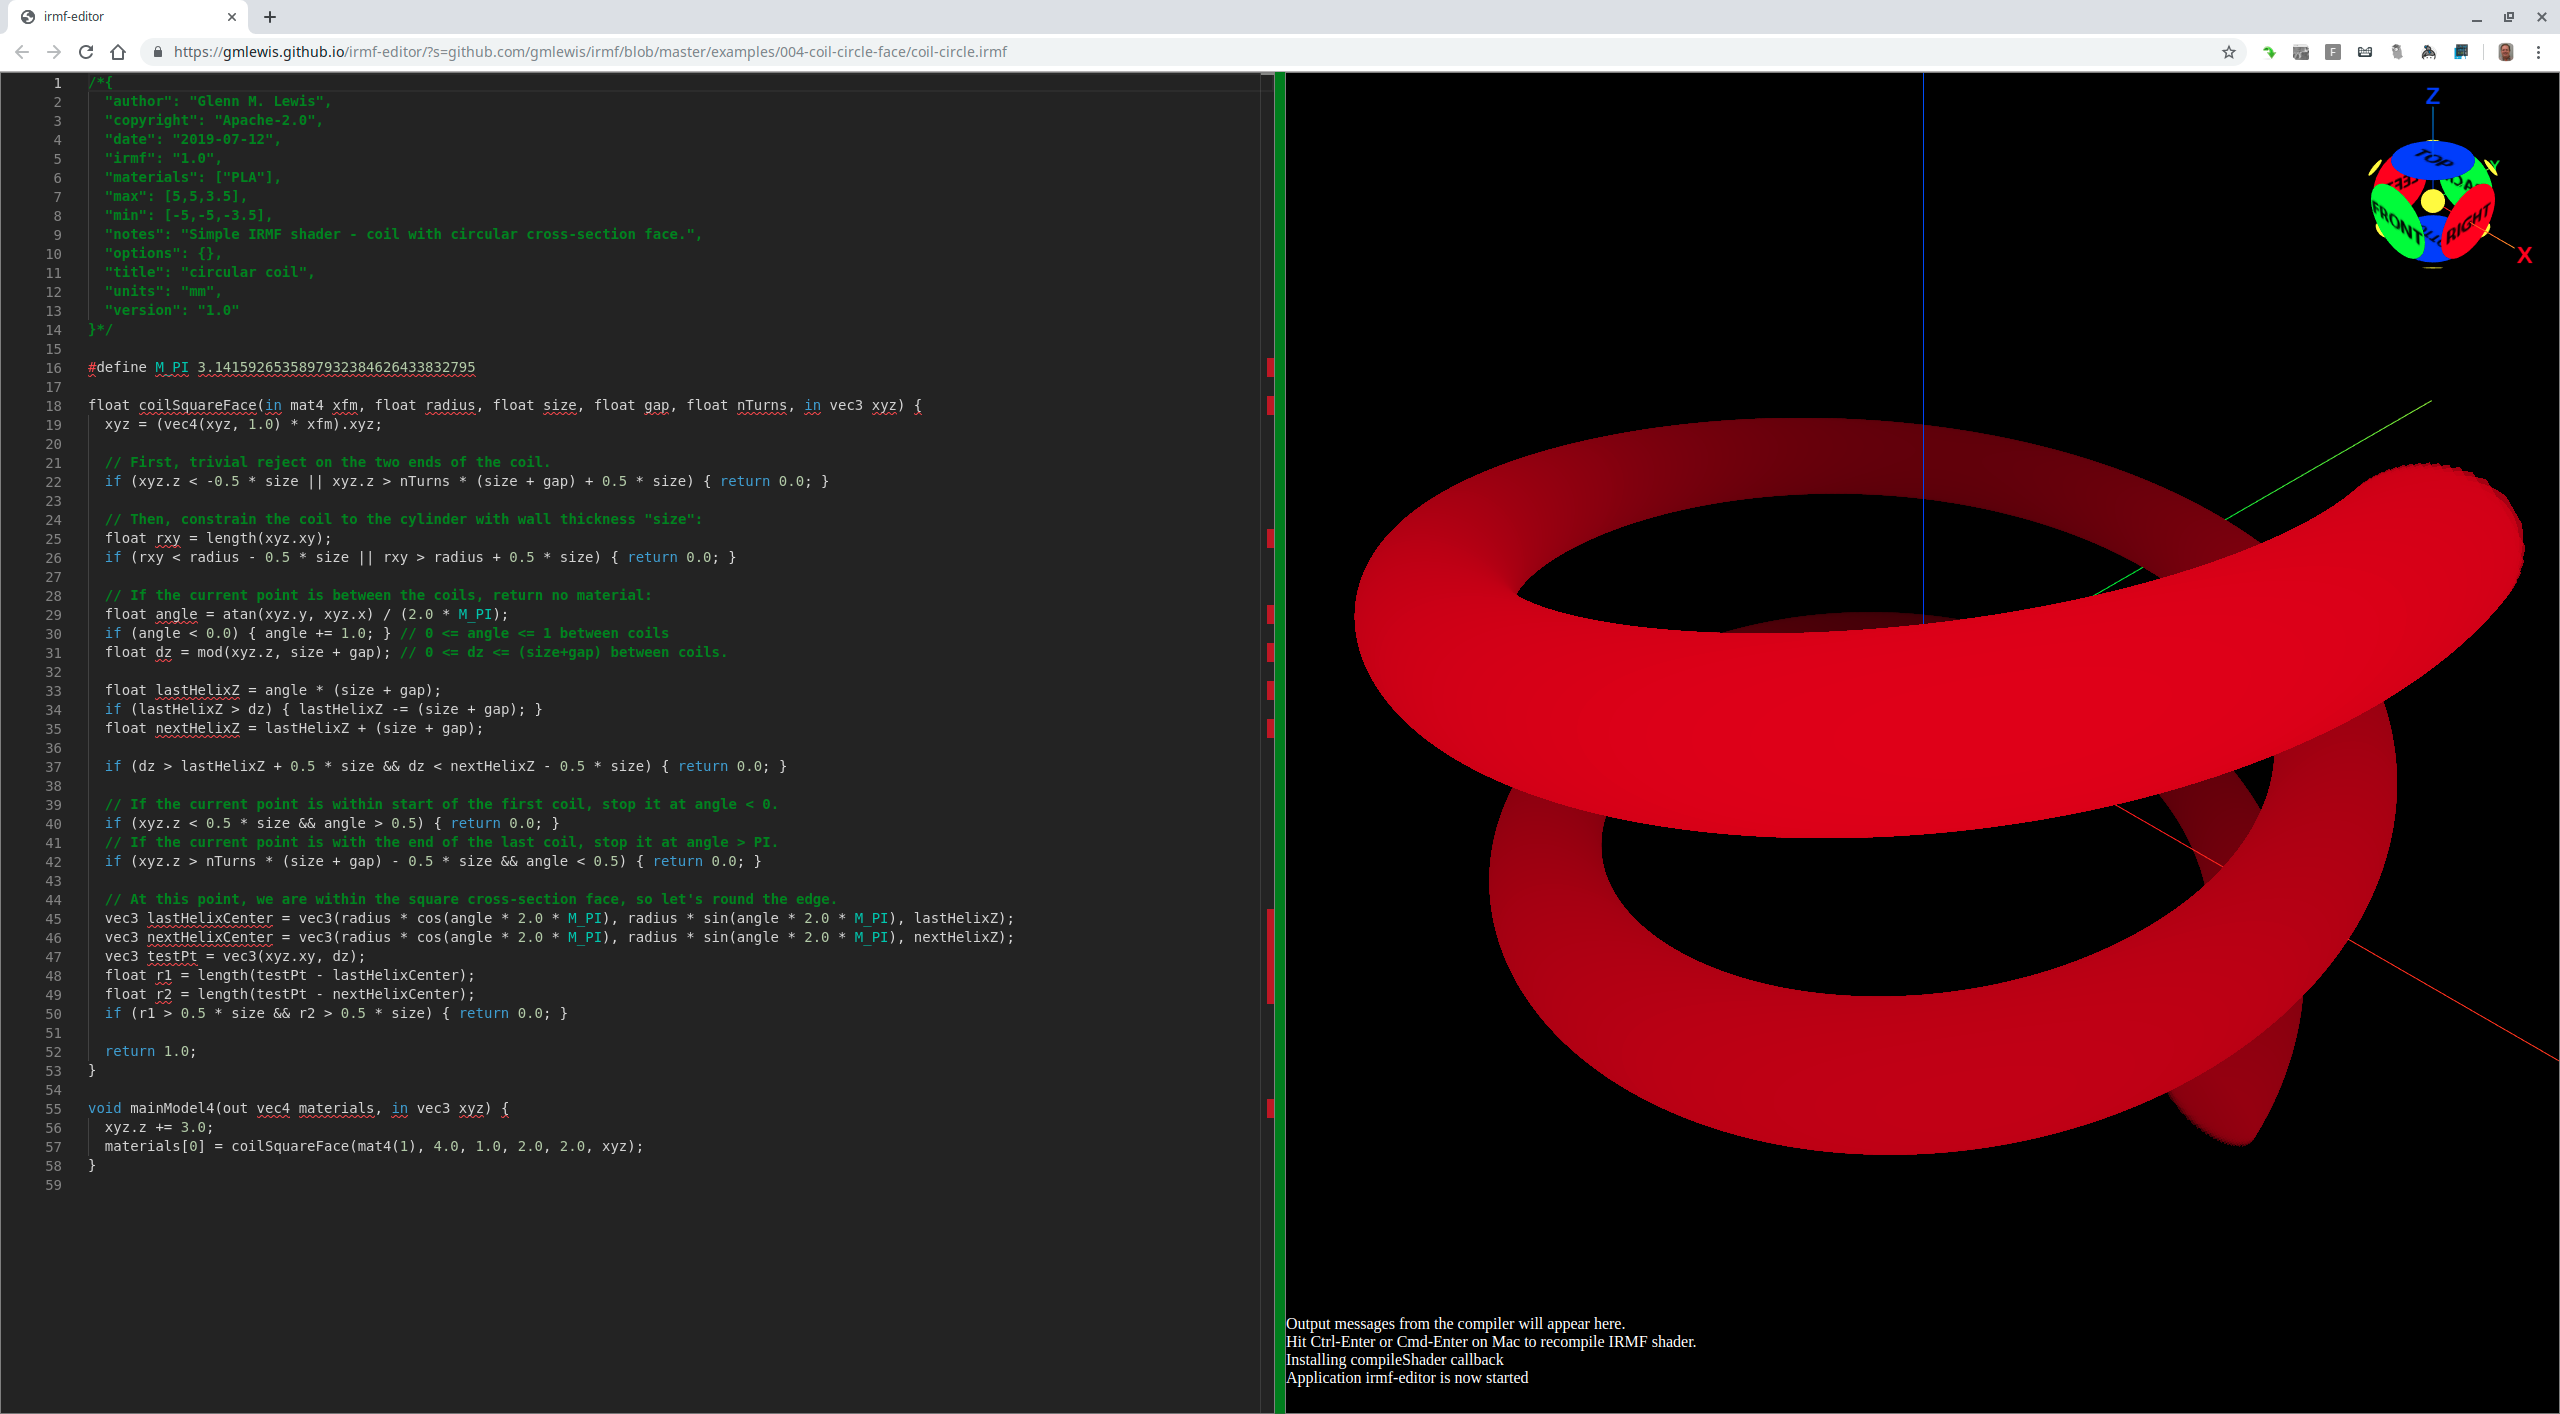 irmf-editor
https://gmlewis.github.io/irmf-editor/?s=github.com/gmlewis/irmf/blob/master/examples/004-coil-circle-face/coil-circle.irmf
F
1 /*{
2   "author": "Glenn M. Lewis",
3   "copyright": "Apache-2.0",
4   "date": "2019-07-12",
5   "irmf": "1.0",
6   "materials": ["PLA"],
7   "max": [5,5,3.5],
8   "min": [-5,-5,-3.5],
9   "notes": "Simple IRMF shader - coil with circular cross-section face.",
10   "options": {},
11   "title": "circular coil",
12   "units": "mm",
13   "version": "1.0"
14 }*/
15
16 #define M_PI 3.1415926535897932384626433832795
17
18 float coilSquareFace(in mat4 xfm, float radius, float size, float gap, float nTurns, in vec3 xyz) {
19   xyz = (vec4(xyz, 1.0) * xfm).xyz;
20
21   // First, trivial reject on the two ends of the coil.
22   if (xyz.z < -0.5 * size || xyz.z > nTurns * (size + gap) + 0.5 * size) { return 0.0; }
23
24   // Then, constrain the coil to the cylinder with wall thickness "size":
25   float rxy = length(xyz.xy);
26   if (rxy < radius - 0.5 * size || rxy > radius + 0.5 * size) { return 0.0; }
27
28   // If the current point is between the coils, return no material:
29   float angle = atan(xyz.y, xyz.x) / (2.0 * M_PI);
30   if (angle < 0.0) { angle += 1.0; } // 0 <= angle <= 1 between coils
31   float dz = mod(xyz.z, size + gap); // 0 <= dz <= (size+gap) between coils.
32
33   float lastHelixZ = angle * (size + gap);
34   if (lastHelixZ > dz) { lastHelixZ -= (size + gap); }
35   float nextHelixZ = lastHelixZ + (size + gap);
36
37   if (dz > lastHelixZ + 0.5 * size && dz < nextHelixZ - 0.5 * size) { return 0.0; }
38
39   // If the current point is within start of the first coil, stop it at angle < 0.
40   if (xyz.z < 0.5 * size && angle > 0.5) { return 0.0; }
41   // If the current point is with the end of the last coil, stop it at angle > PI.
42   if (xyz.z > nTurns * (size + gap) - 0.5 * size && angle < 0.5) { return 0.0; }
43
44   // At this point, we are within the square cross-section face, so let's round the edge.
45   vec3 lastHelixCenter = vec3(radius * cos(angle * 2.0 * M_PI), radius * sin(angle * 2.0 * M_PI), lastHelixZ);
46   vec3 nextHelixCenter = vec3(radius * cos(angle * 2.0 * M_PI), radius * sin(angle * 2.0 * M_PI), nextHelixZ);
47   vec3 testPt = vec3(xyz.xy, dz);
48   float r1 = length(testPt - lastHelixCenter);
49   float r2 = length(testPt - nextHelixCenter);
50   if (r1 > 0.5 * size && r2 > 0.5 * size) { return 0.0; }
51
52   return 1.0;
53 }
54
55 void mainModel4(out vec4 materials, in vec3 xyz) {
56   xyz.z += 3.0;
57   materials[0] = coilSquareFace(mat4(1), 4.0, 1.0, 2.0, 2.0, xyz);
58 }
59
Z
TOP
Y
FRONT
RIGHT
X
Output messages from the compiler will appear here.
Hit Ctrl-Enter or Cmd-Enter on Mac to recompile IRMF shader.
Installing compileShader callback
Application irmf-editor is now started